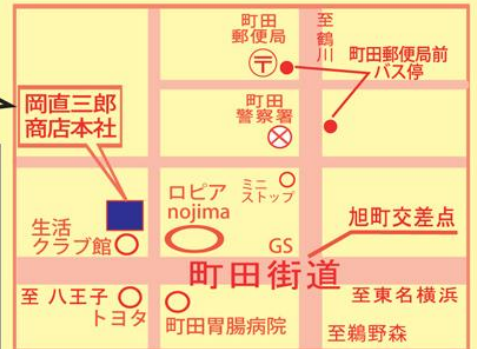 町田
郵便局
〒
至
鶴
川
町田郵便局前
バス停
岡直三郎
商店本社
町田
警察署
ロピア
nojima
ミニ
ストップ
生活
クラブ館
GS
旭町交差点
町田街道
至 八王子
トヨタ
町田胃腸病院
至東名横浜
至鵜野森